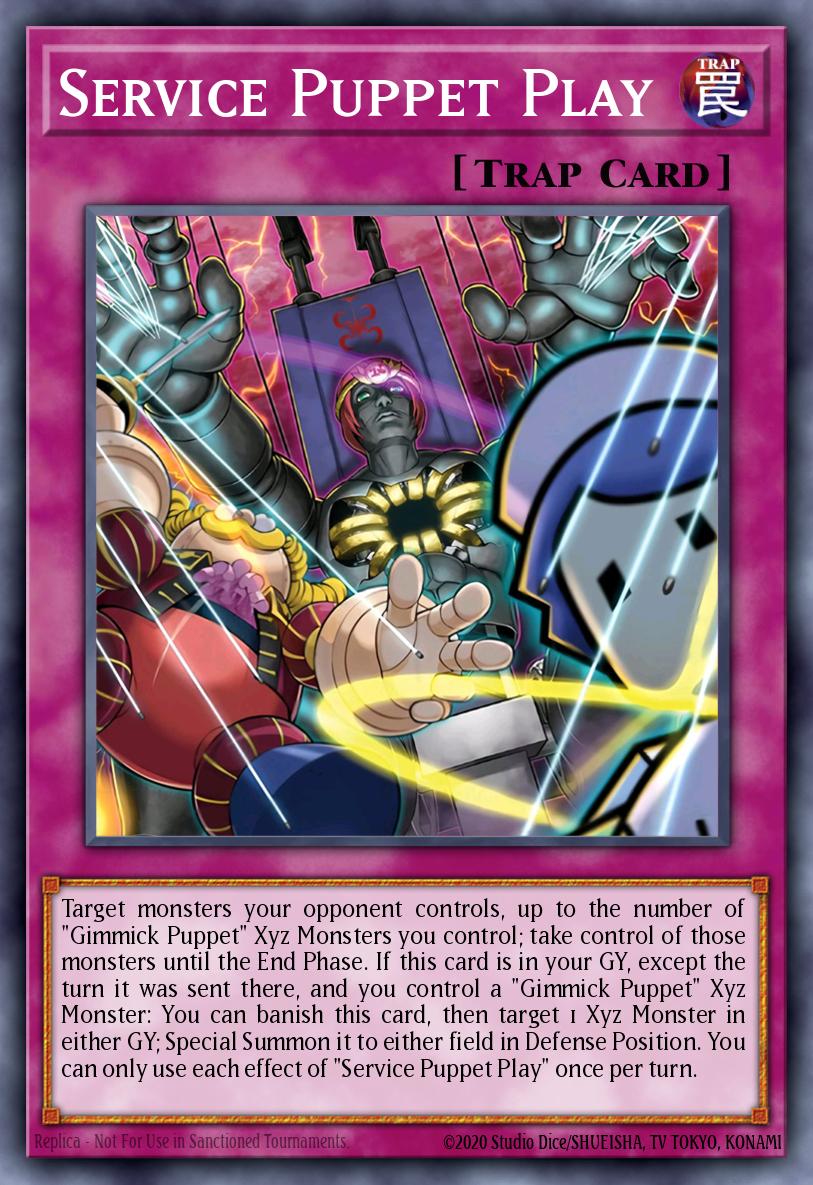 SERVICE PUPPET PLAY
TRAP
罠
[TRAP CARD]
Target monsters your opponent controls, up to the number of
"Gimmick Puppet" Xyz Monsters you control; take control of those
monsters until the End Phase. If this card is in your GY, except the
turn it was sent there, and you control a "Gimmick Puppet" Xyz
Monster: You can banish this card, then target 1 Xyz Monster in
either GY; Special Summon it to either field in Defense Position. You
can only use each effect of "Service Puppet Play" once per turn.
Replica - Not For Use in Sanctioned Tournaments.
©2020 Studio Dice/SHUEISHA, TV TOKYO, KONAMI